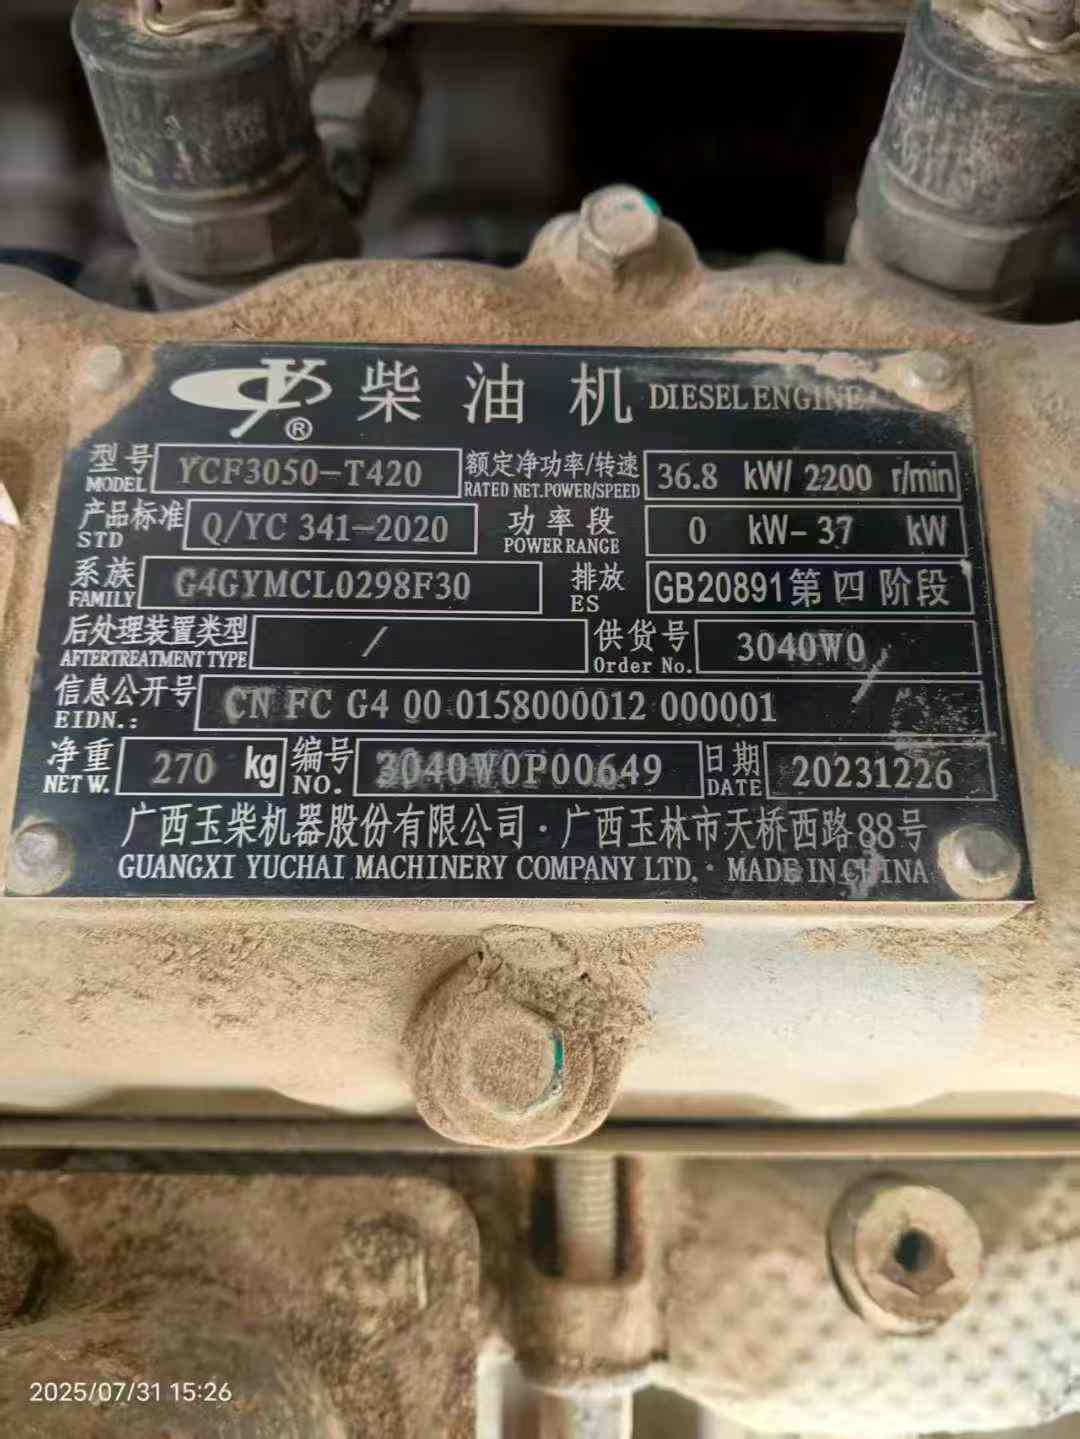 柴油机 DIESEL ENGINE
®
型号 MODEL YCF3050-T420 额定净功率/转速 RATED NET.POWER/SPEED 36.8 kW/ 2200 r/min
产品标准 STD Q/YC 341-2020 功率段 POWER RANGE 0 kW- 37 kW
系族 FAMILY G4GYMCL0298F30 排放 ES GB20891第四阶段
后处理装置类型 AFTERTREATMENT TYPE / 供货号 Order No. 3040W0
信息公开号 EIDN.: CN FC G4 00 0158000012 000001
净重 NET W. 270 kg 编号 NO. 3040W0P00649 日期 DATE 20231226
广西玉柴机器股份有限公司·广西玉林市天桥西路88号
GUANGXI YUCHAI MACHINERY COMPANY LTD.· MADE IN CHINA
2025/07/31 15:26